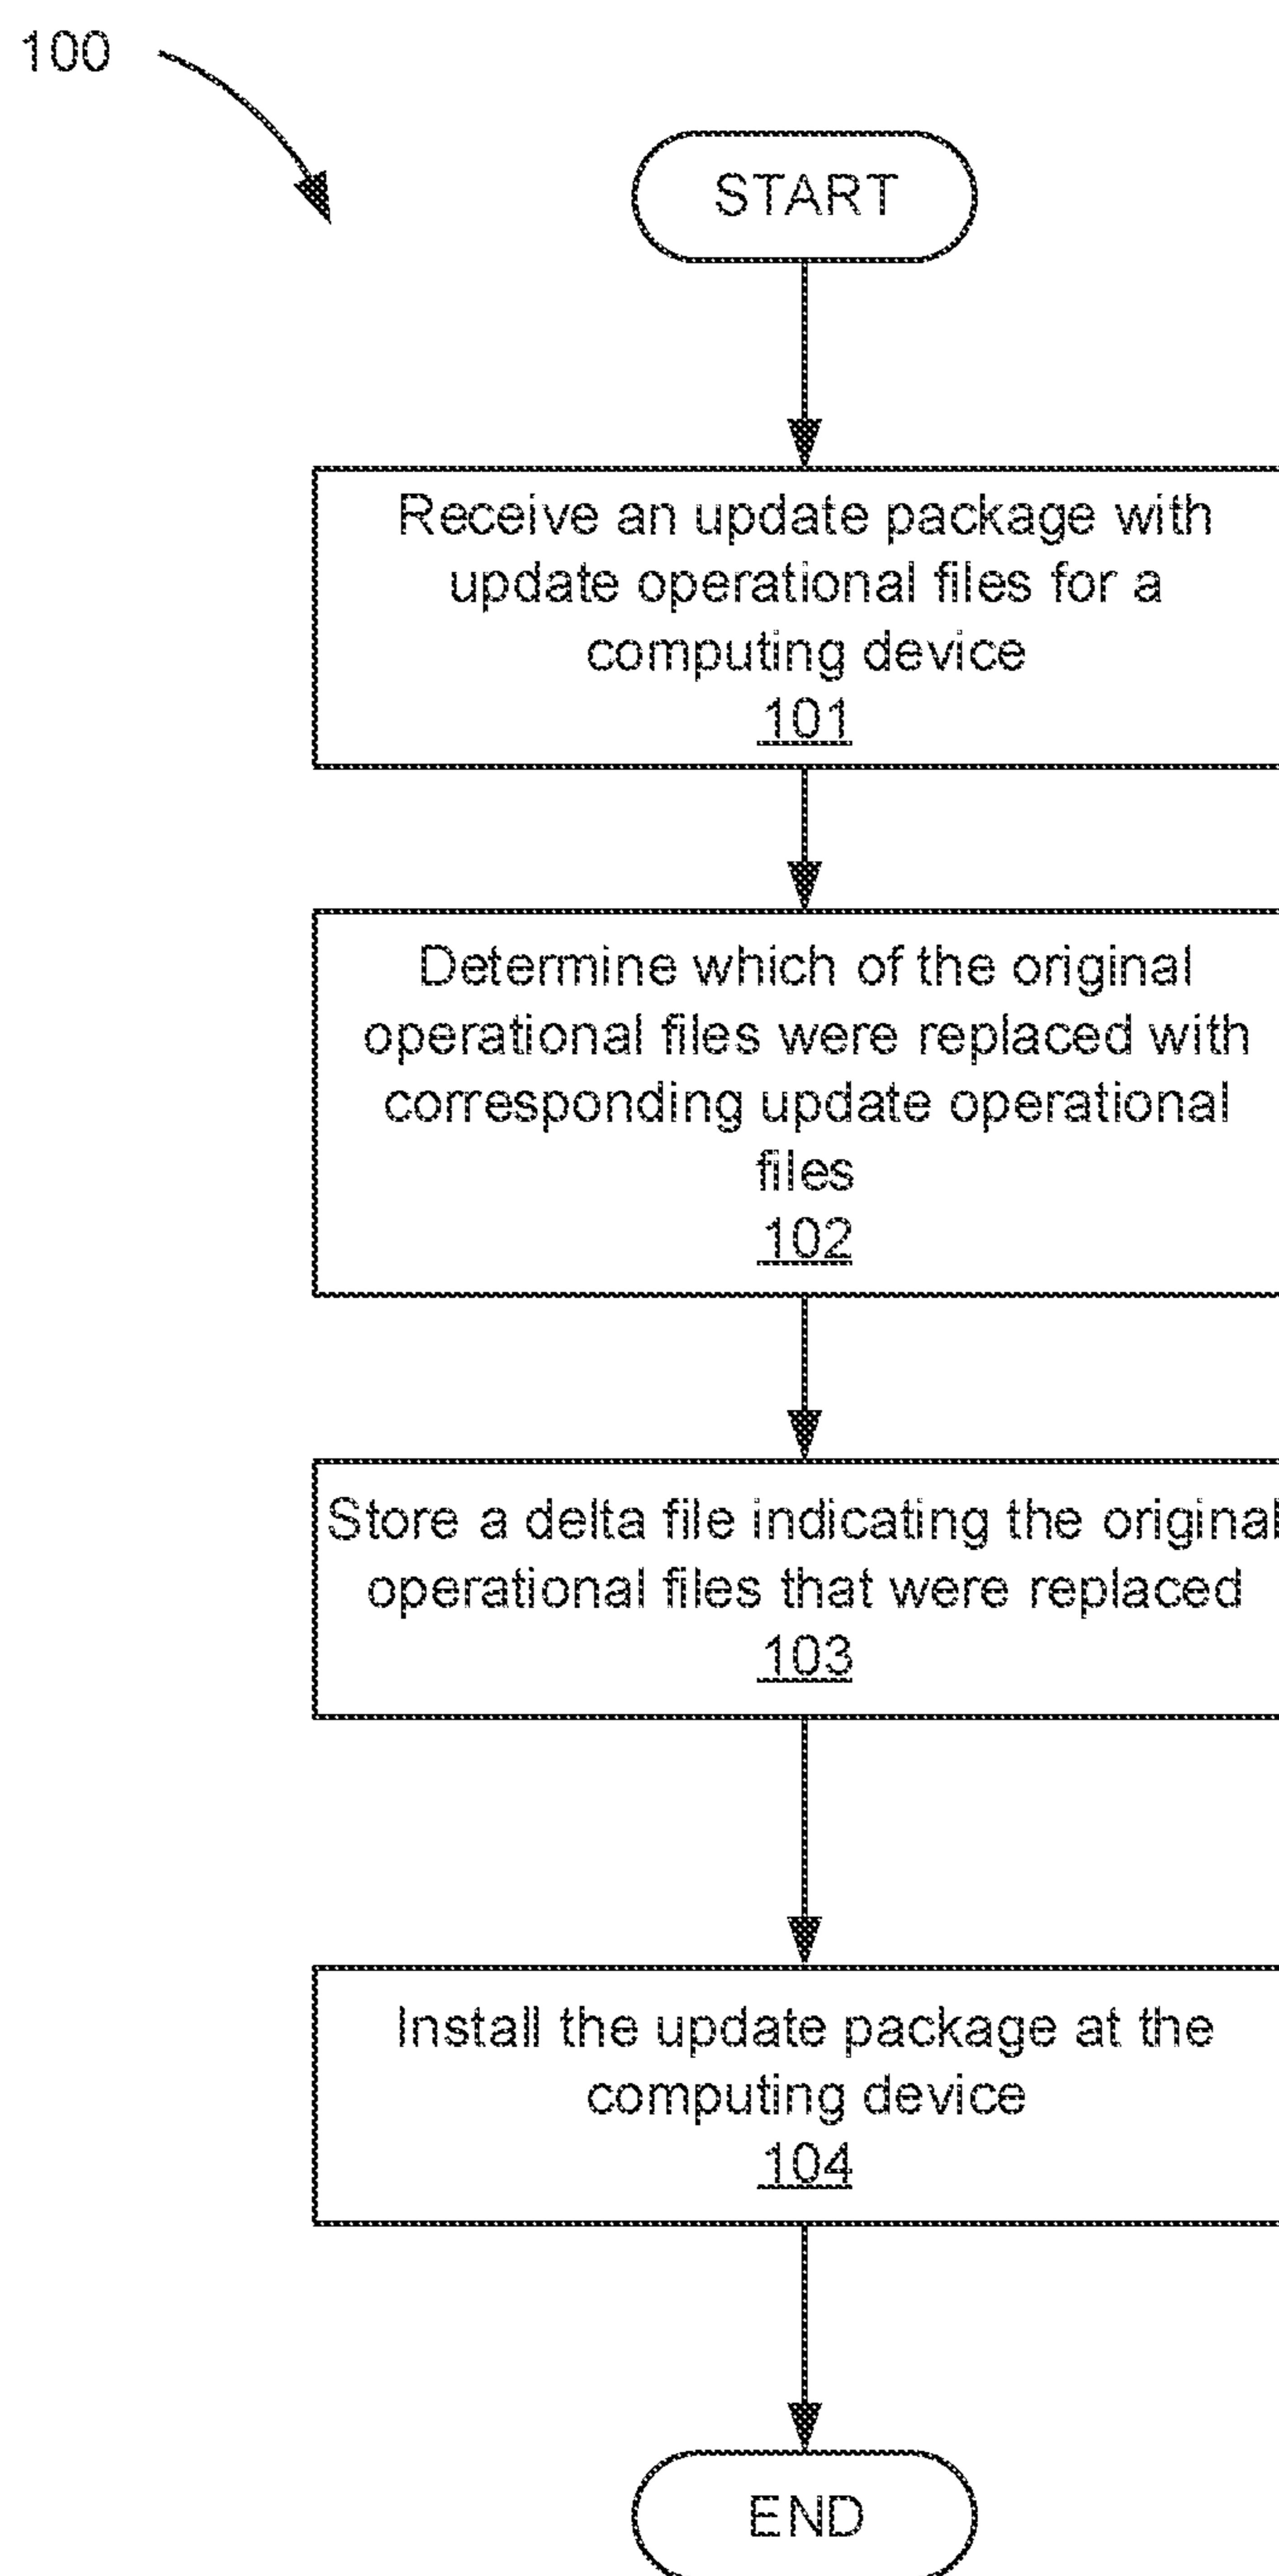 100
START
Receive an update package with
update operational files for a
computing device
101
Determine which of the original
operational files were replaced with
corresponding update operational
files
102
Store a delta file indicating the original
operational files that were replaced
103
Install the update package at the
computing device
104
END